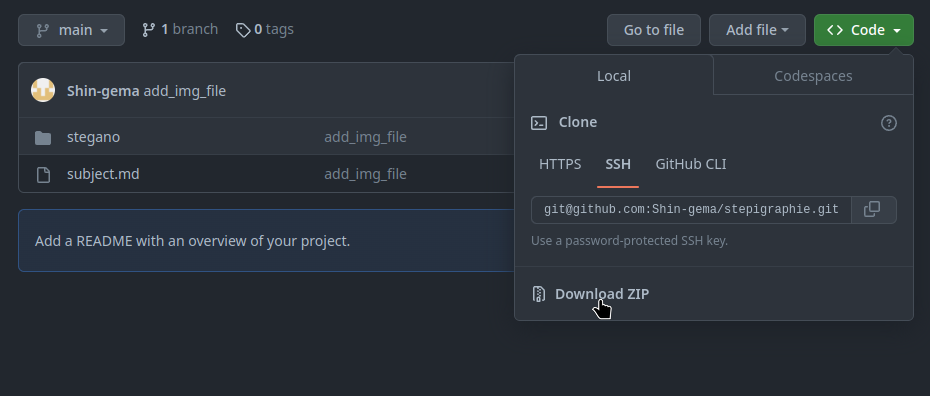 main 1 branch 0 tags Go to file Add file Code
Local Codespaces
Shin-gema add_img_file
Clone
stegano add_img_file
HTTPS SSH GitHub CLI
subject.md add_img_file
git@github.com:Shin-gema/stepigraphie.git
Add a README with an overview of your project.
Use a password-protected SSH key.
Download ZIP